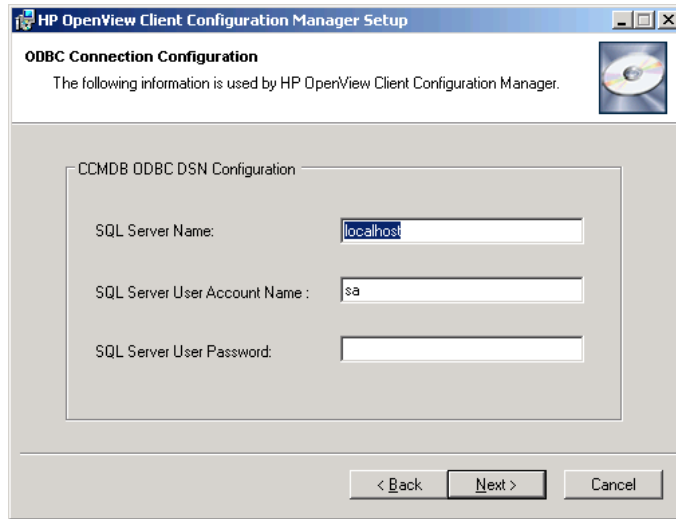 HP OpenView Client Configuration Manager Setup
ODBC Connection Configuration
The following information is used by HP OpenView Client Configuration Manager.
CCMDB ODBC DSN Configuration
SQL Server Name:
localhost
SQL Server User Account Name :
sa
SQL Server User Password:
< Back
Next >
Cancel